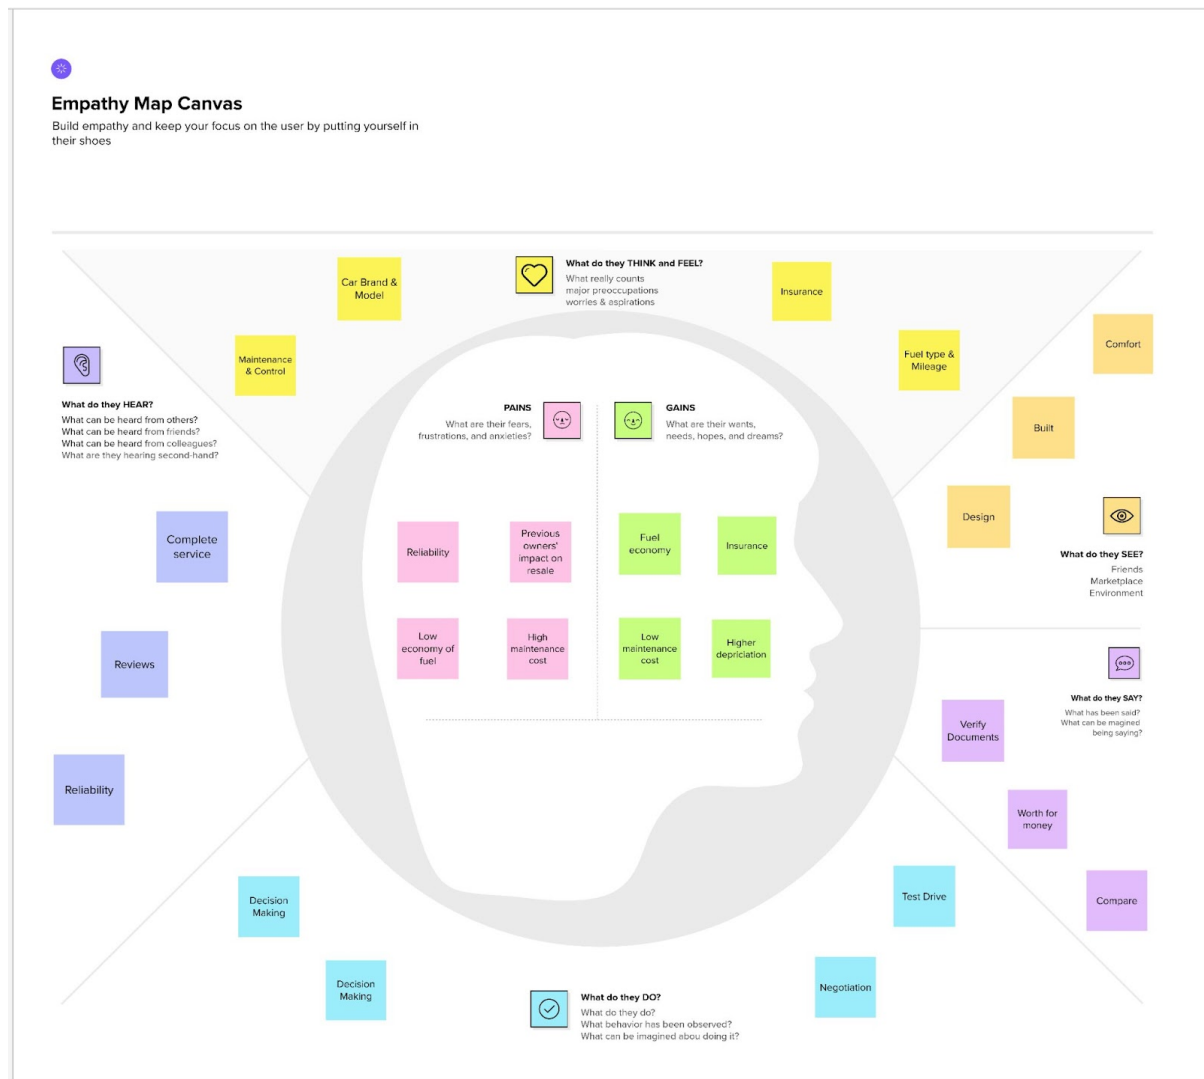 Empathy Map Canvas
Build empathy and keep your focus on the user by putting yourself in
their shoes
What do they THINK and FEEL?
What really counts
major preoccupations
worries & aspirations
Car Brand &
Model
Maintenance
& Control
Insurance
Fuel type &
Mileage
What do they HEAR?
What can be heard from others?
What can be heard from friends?
What can be heard from colleagues?
What are they hearing second-hand?
Complete
service
Reviews
Reliability
PAINS
What are their fears,
frustrations, and anxieties?
Reliability
Previous
owners'
impact on
resale
Low
economy of
fuel
High
maintenance
cost
GAINS
What are their wants,
needs, hopes, and dreams?
Fuel
economy
Insurance
Low
maintenance
cost
Higher
depriciation
Comfort
Built
Design
What do they SEE?
Friends
Marketplace
Environment
What do they SAY?
What has been said?
What can be magined
being saying?
Verify
Documents
Worth for
money
Compare
Decision
Making
Decision
Making
What do they DO?
What do they do?
What behavior has been observed?
What can be imagined abou doing it?
Test Drive
Negotiation